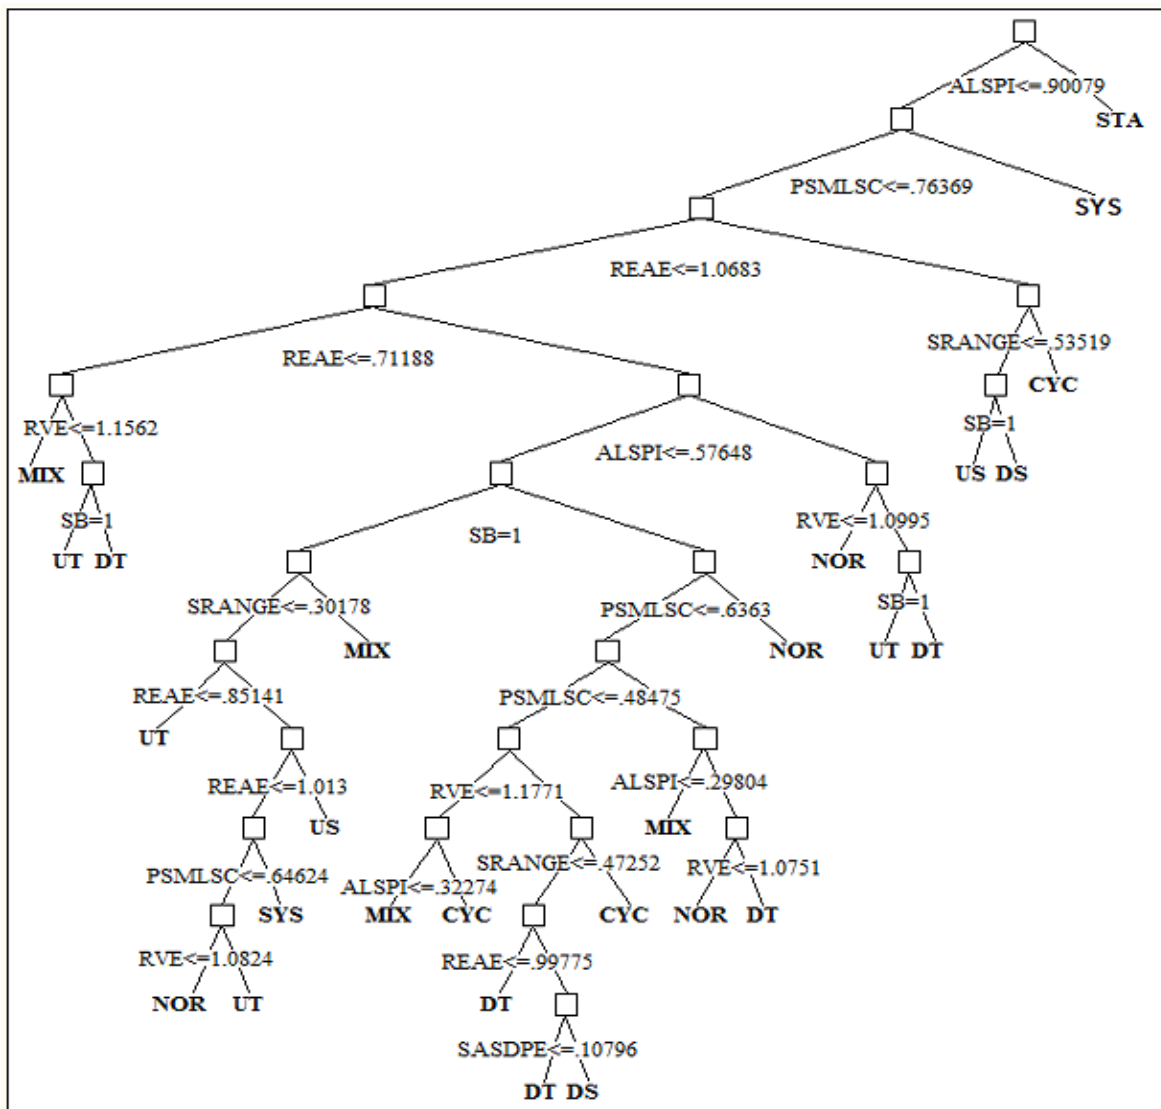 ALSPI<=.90079
STA
PSMLSC<=.76369
SYS
REAE<=1.0683
REAE<=.71188
SRANGE<=.53519
CYC
RVE<=1.1562
MIX
ALSPI<=.57648
SB=1
US DS
SB=1
UT DT
SB=1
RVE<=1.0995
NOR
SB=1
UT DT
SRANGE<=.30178
MIX
PSMLSC<=.6363
NOR
REAE<=.85141
UT
PSMLSC<=.48475
REAE<=1.013
US
RVE<=1.1771
ALSPI<=.29804
MIX
PSMLSC<=.64624
SYS
ALSPI<=.32274
MIX CYC
SRANGE<=.47252
CYC
RVE<=1.0751
NOR DT
RVE<=1.0824
NOR UT
REAE<=.99775
DT
SASDPE<=.10796
DT DS